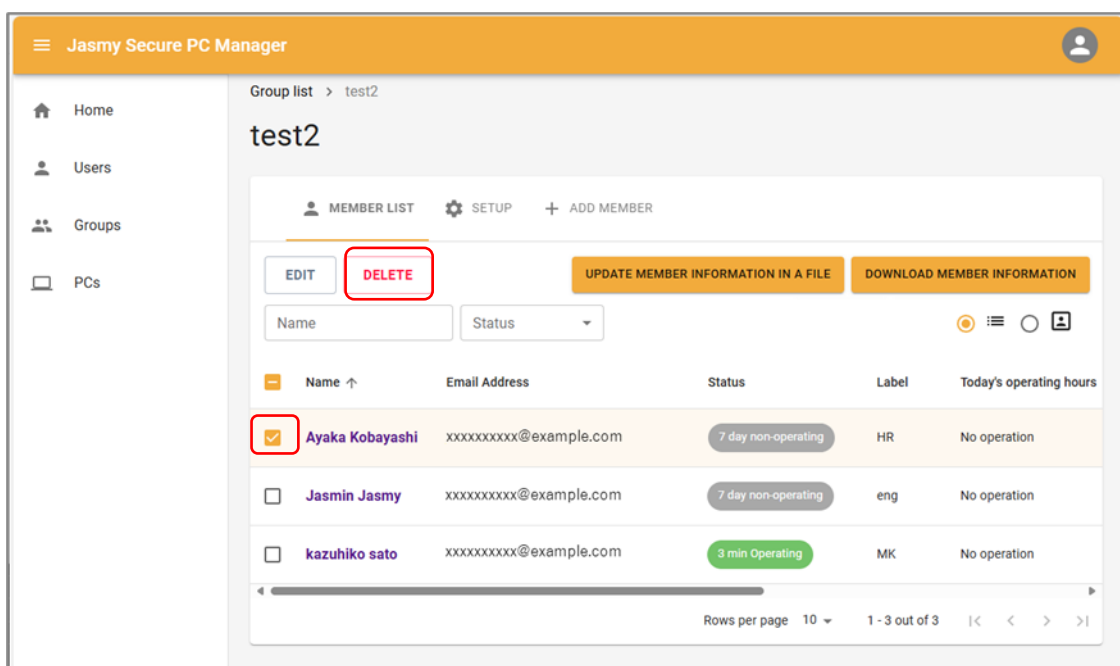 Jasmy Secure PC Manager
Home
Users
Groups
PCs
Group list > test2
test2
MEMBER LIST SETUP + ADD MEMBER
EDIT DELETE UPDATE MEMBER INFORMATION IN A FILE DOWNLOAD MEMBER INFORMATION
Name Status
Name ↑ Email Address Status Label Today's operating hours
Ayaka Kobayashi xxxxxxxxxx@example.com 7 day non-operating HR No operation
Jasmin Jasmy xxxxxxxxxx@example.com 7 day non-operating eng No operation
kazuhiko sato xxxxxxxxxx@example.com 3 min Operating MK No operation
Rows per page 10 1 - 3 out of 3